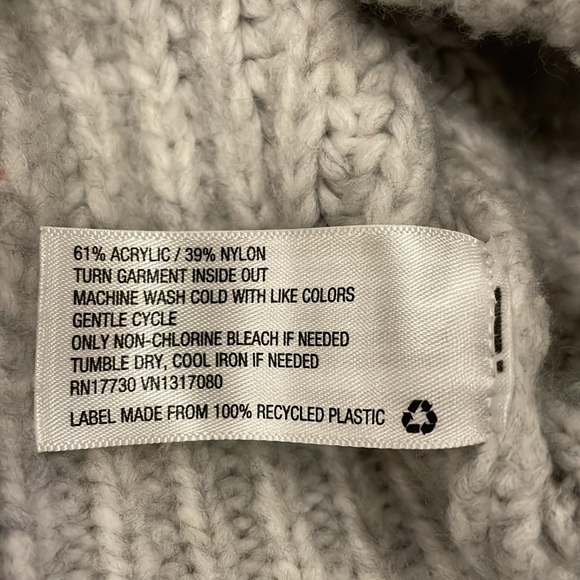 61% ACRYLIC / 39% NYLON
TURN GARMENT INSIDE OUT
MACHINE WASH COLD WITH LIKE COLORS
GENTLE CYCLE
ONLY NON-CHLORINE BLEACH IF NEEDED
TUMBLE DRY, COOL IRON IF NEEDED
RN17730 VN1317080
LABEL MADE FROM 100% RECYCLED PLASTIC